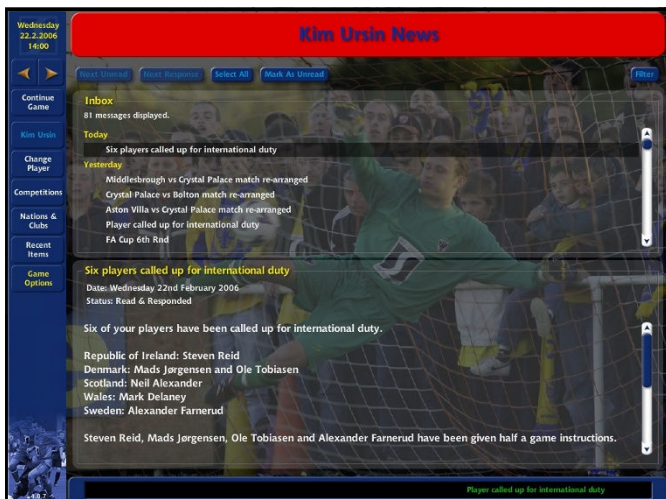 Wednesday
22.2.2006
14:00
Kim Ursin News
Next Unread
Next Response
Select All
Mark As Unread
Filter
Continue
Game
Kim Ursin
Change
Player
Competitions
Nations &
Clubs
Recent
Items
Game
Options
Inbox
81 messages displayed.
Today
Six players called up for international duty
Yesterday
Middlesbrough vs Crystal Palace match re-arranged
Crystal Palace vs Bolton match re-arranged
Aston Villa vs Crystal Palace match re-arranged
Player called up for international duty
FA Cup 6th Rnd
Six players called up for international duty
Date: Wednesday 22nd February 2006
Status: Read & Responded
Six of your players have been called up for international duty.
Republic of Ireland: Steven Reid
Denmark: Mads Jørgensen and Ole Tobiasen
Scotland: Neil Alexander
Wales: Mark Delaney
Sweden: Alexander Farnerud
Steven Reid, Mads Jørgensen, Ole Tobiasen and Alexander Farnerud have been given half a game instructions.
Player called up for international duty